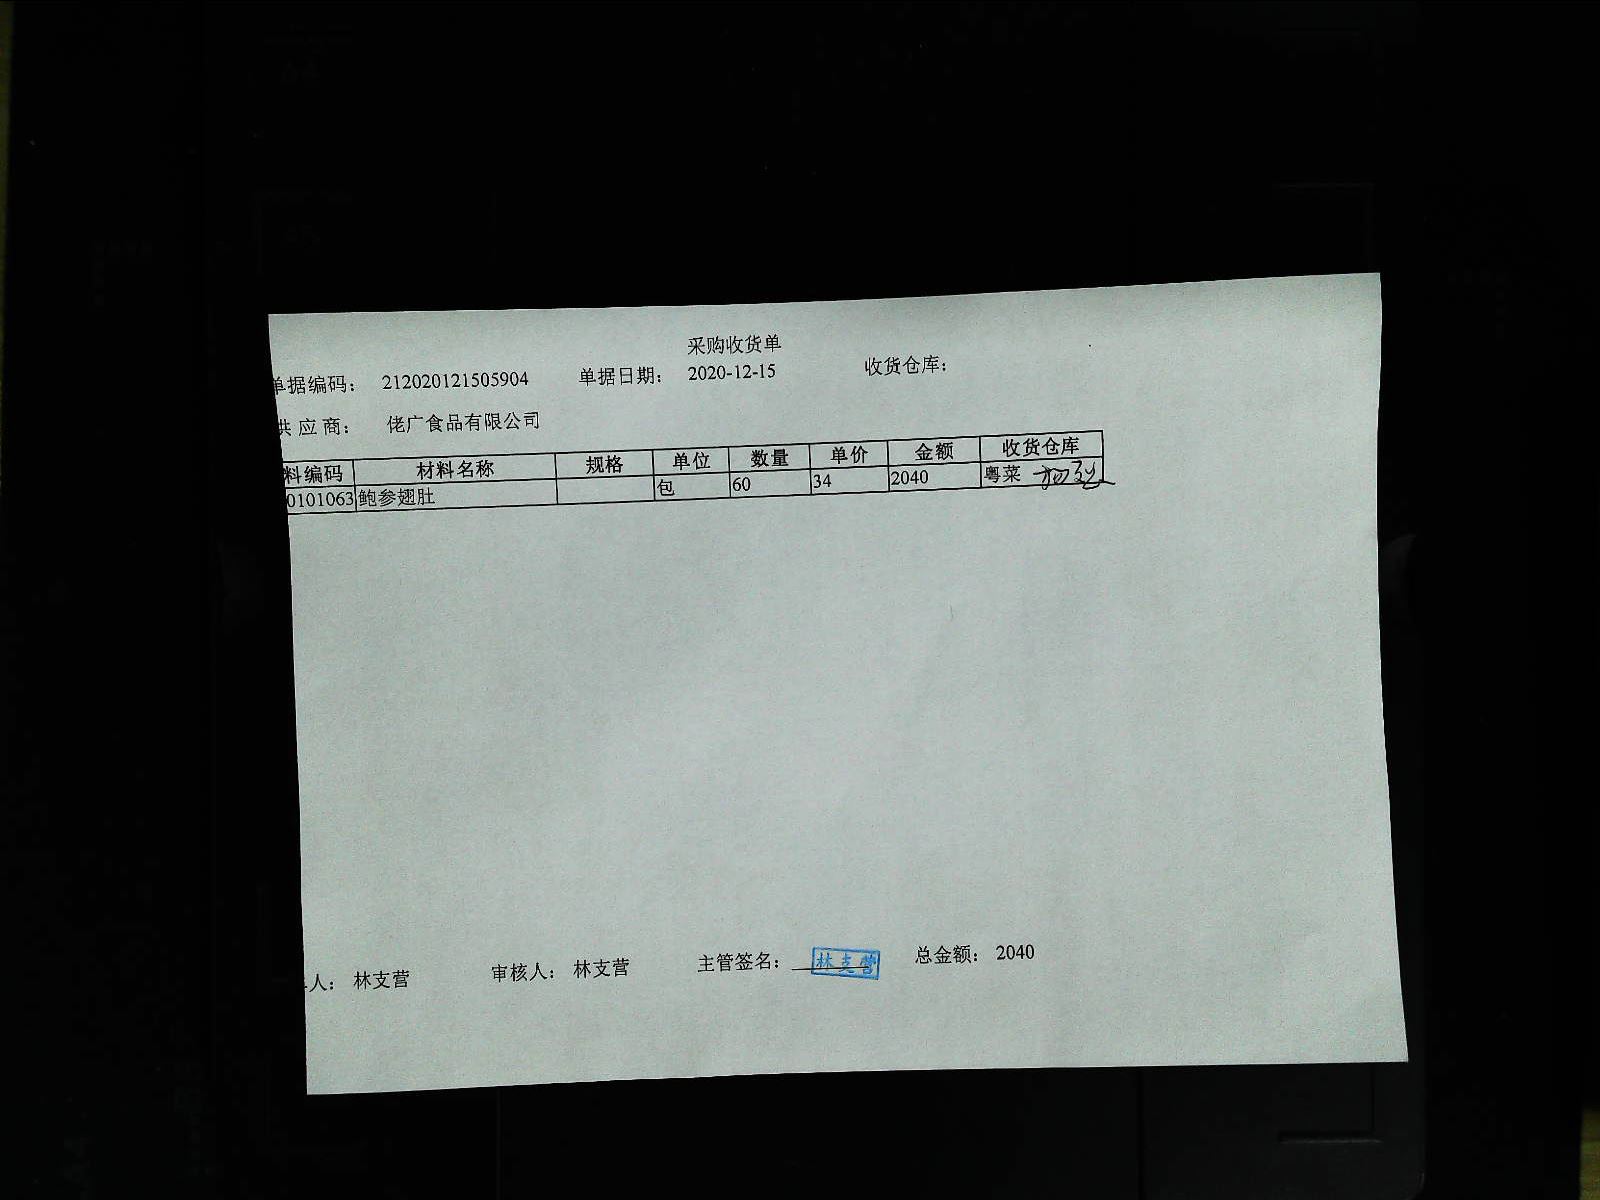 采购收货单
单据编码： 212020121505904 单据日期： 2020-12-15 收货仓库：
供 应 商： 佬广食品有限公司
料编码 材料名称 规格 单位 数量 单价 金额 收货仓库
0101063 鲍参翅肚 包 60 34 2040 粤菜
人： 林支营 审核人： 林支营 主管签名： 林支营 总金额： 2040